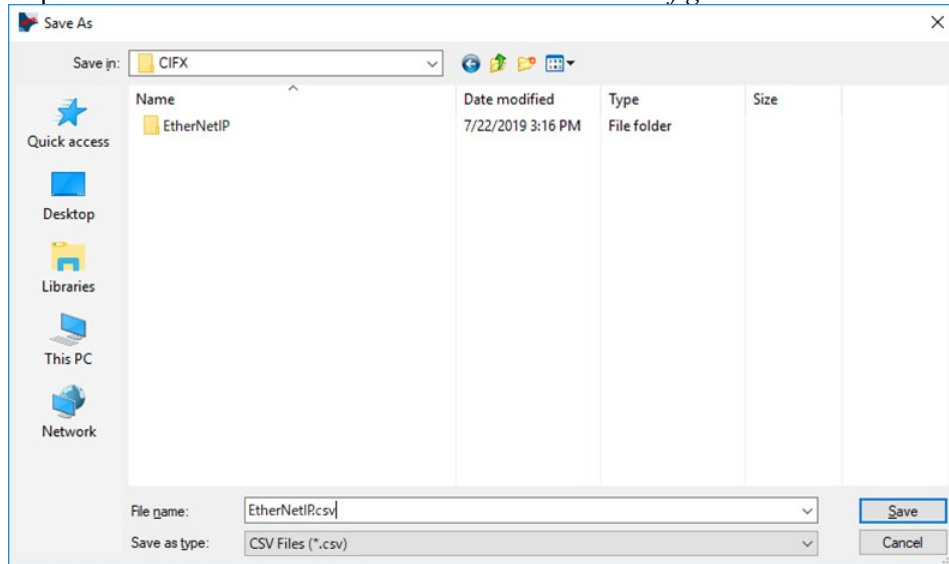 Save As
Save in: CIFX
Name Date modified Type Size
EtherNetIP 7/22/2019 3:16 PM File folder
Quick access
Desktop
Libraries
This PC
Network
File name: EtherNetIP.csv Save
Save as type: CSV Files (*.csv) Cancel